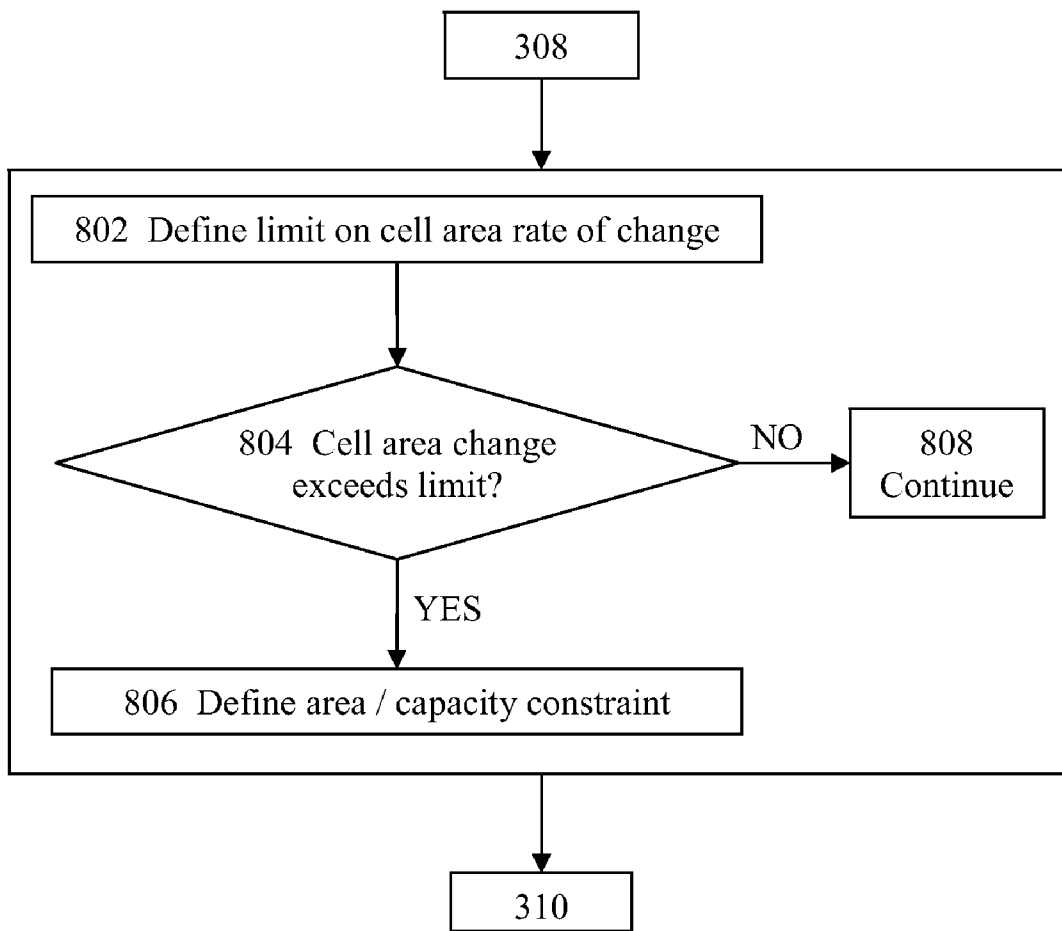 308
802 Define limit on cell area rate of change
804 Cell area change
exceeds limit?
NO
808
Continue
YES
806 Define area / capacity constraint
310